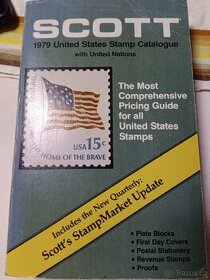 SCOTT
1979 United States Stamp Catalogue
with United Nations
The Most
Comprehensive
Pricing Guide
for all
United States
Stamps
USA 15c
HOME OF THE BRAVE
Includes the New Quarterly:
Scott's StampMarket Update
• Plate Blocks
• First Day Covers
• Postal Stationery
• Revenue Stamps
• Proofs